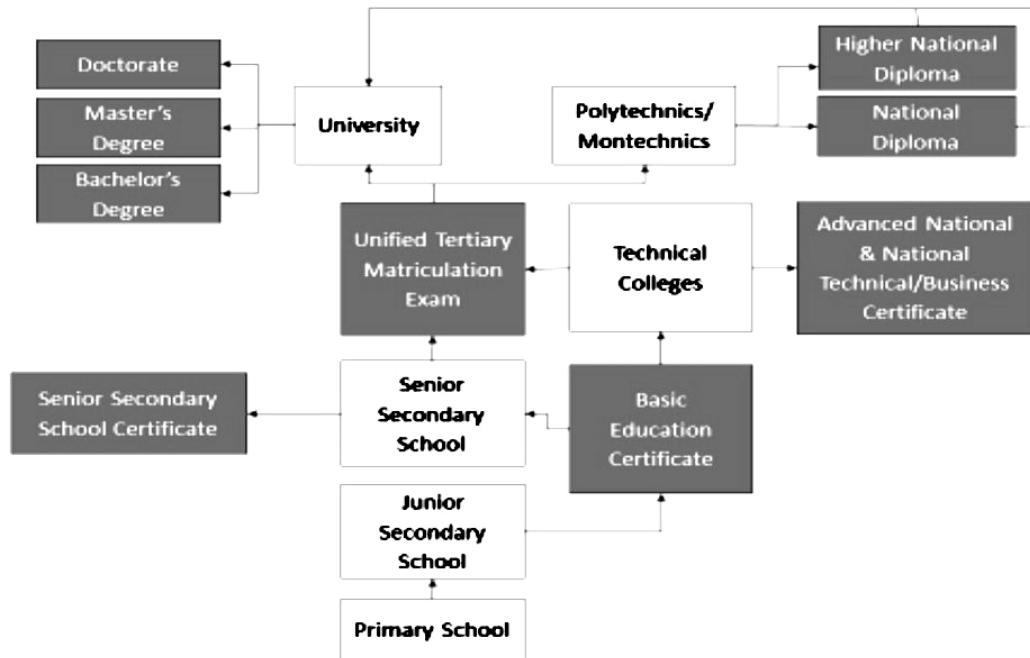 Doctorate
Master's
Degree
Bachelor's
Degree
University
Polytechnics/
Montechnics
Higher National
Diploma
National
Diploma
Unified Tertiary
Matriculation
Exam
Technical
Colleges
Advanced National
& National
Technical/Business
Certificate
Senior Secondary
School Certificate
Senior
Secondary
School
Basic
Education
Certificate
Junior
Secondary
School
Primary School